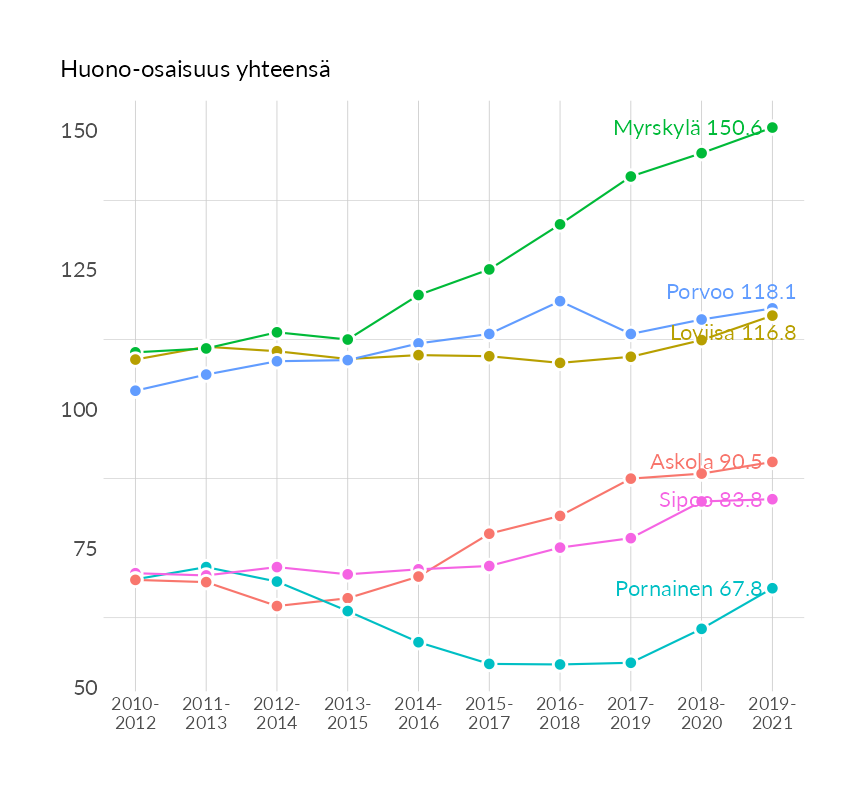 Huono-osaisuus yhteensä
150
125
100
75
50
Myrskylä 150.6
Porvoo 118.1
Loviisa 116.8
Askola 90.5
Sipoo 83.8
Pornainen 67.8
2010- 2011- 2012- 2013- 2014- 2015- 2016- 2017- 2018- 2019-
2012 2013 2014 2015 2016 2017 2018 2019 2020 2021